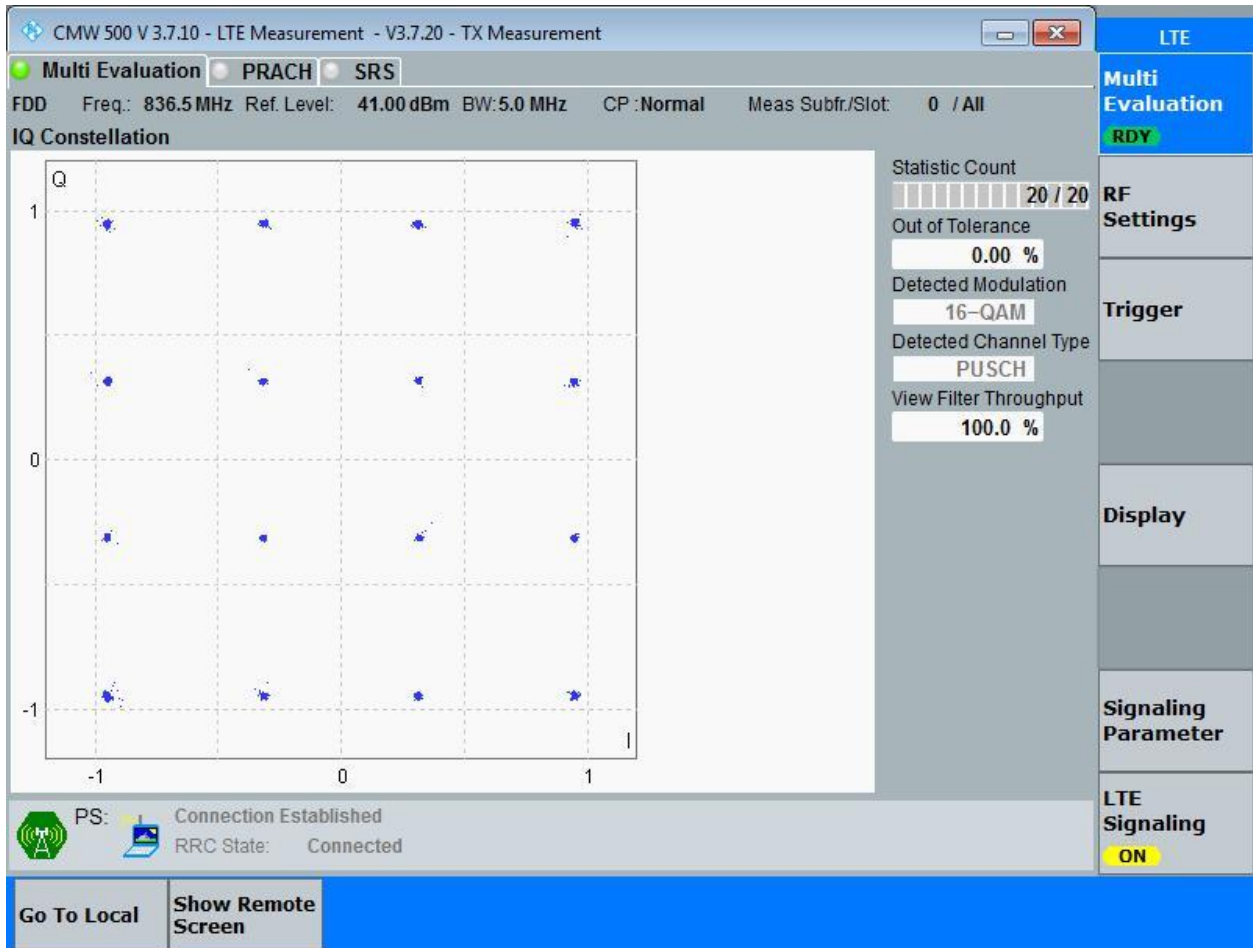 CMW 500 V 3.7.10 - LTE Measurement - V3.7.20 - TX Measurement
LTE
Multi Evaluation PRACH SRS
Multi
Evaluation
RDY
FDD Freq.: 836.5 MHz Ref. Level: 41.00 dBm BW: 5.0 MHz CP : Normal Meas Subfr./Slot: 0 / All
IQ Constellation
Q
1
0
-1
I
-1 0 1
Statistic Count
20 / 20
Out of Tolerance
0.00 %
Detected Modulation
16-QAM
Detected Channel Type
PUSCH
View Filter Throughput
100.0 %
RF
Settings
Trigger
Display
Signaling
Parameter
LTE
Signaling
ON
PS: Connection Established
RRC State: Connected
Go To Local
Show Remote
Screen